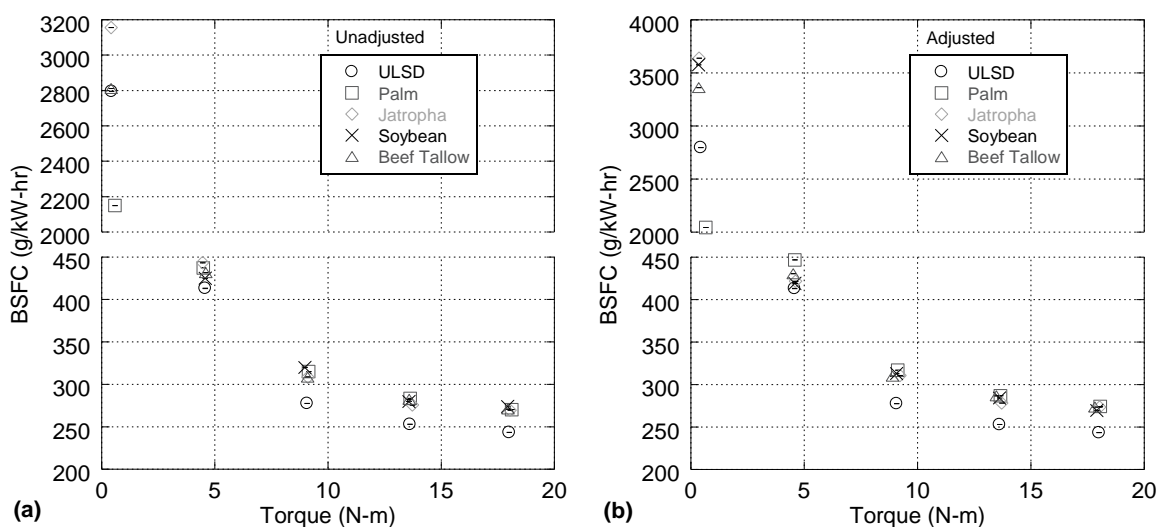 Unadjusted
ULSD
Palm
Jatropha
Soybean
Beef Tallow
BSFC (g/kW-hr)
3200
3000
2800
2600
2400
2200
2000
450
400
350
300
250
200
0 5 10 15 20
Torque (N-m)
(a)
Adjusted
ULSD
Palm
Jatropha
Soybean
Beef Tallow
BSFC (g/kW-hr)
4000
3500
3000
2500
2000
450
400
350
300
250
200
0 5 10 15 20
Torque (N-m)
(b)